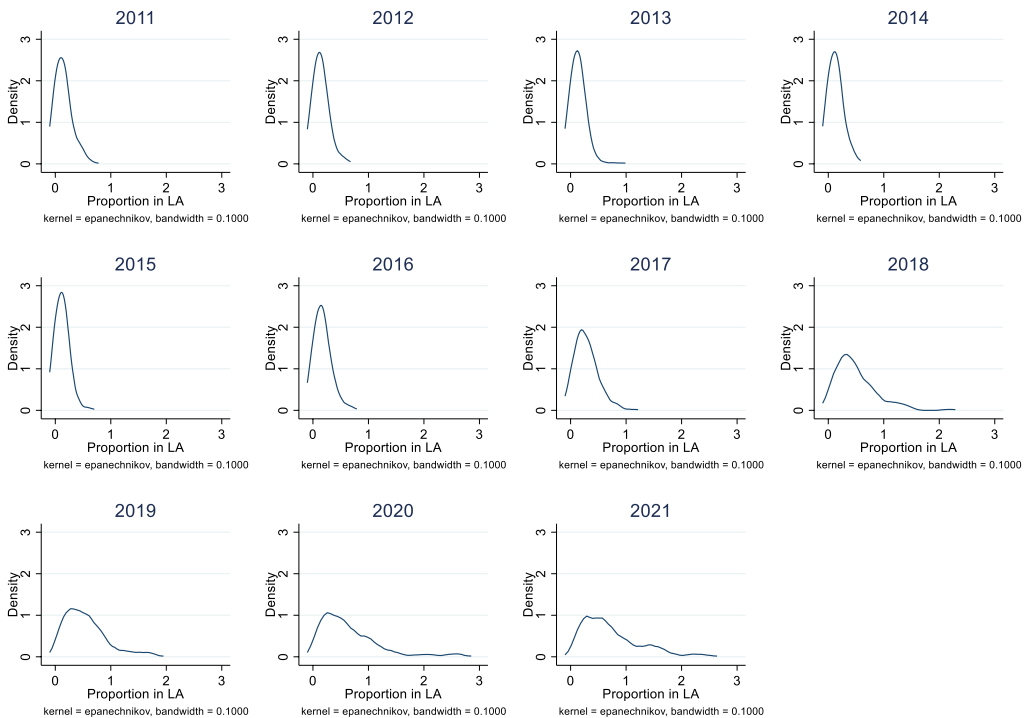 2011
2012
2013
2014
Density
0 1 2 3
0 1 2 3
Proportion in LA
kernel = epanechnikov, bandwidth = 0.1000
Density
0 1 2 3
0 1 2 3
Proportion in LA
kernel = epanechnikov, bandwidth = 0.1000
Density
0 1 2 3
0 1 2 3
Proportion in LA
kernel = epanechnikov, bandwidth = 0.1000
Density
0 1 2 3
0 1 2 3
Proportion in LA
kernel = epanechnikov, bandwidth = 0.1000
2015
2016
2017
2018
Density
0 1 2 3
0 1 2 3
Proportion in LA
kernel = epanechnikov, bandwidth = 0.1000
Density
0 1 2 3
0 1 2 3
Proportion in LA
kernel = epanechnikov, bandwidth = 0.1000
Density
0 1 2 3
0 1 2 3
Proportion in LA
kernel = epanechnikov, bandwidth = 0.1000
Density
0 1 2 3
0 1 2 3
Proportion in LA
kernel = epanechnikov, bandwidth = 0.1000
2019
2020
2021
Density
0 1 2 3
0 1 2 3
Proportion in LA
kernel = epanechnikov, bandwidth = 0.1000
Density
0 1 2 3
0 1 2 3
Proportion in LA
kernel = epanechnikov, bandwidth = 0.1000
Density
0 1 2 3
0 1 2 3
Proportion in LA
kernel = epanechnikov, bandwidth = 0.1000